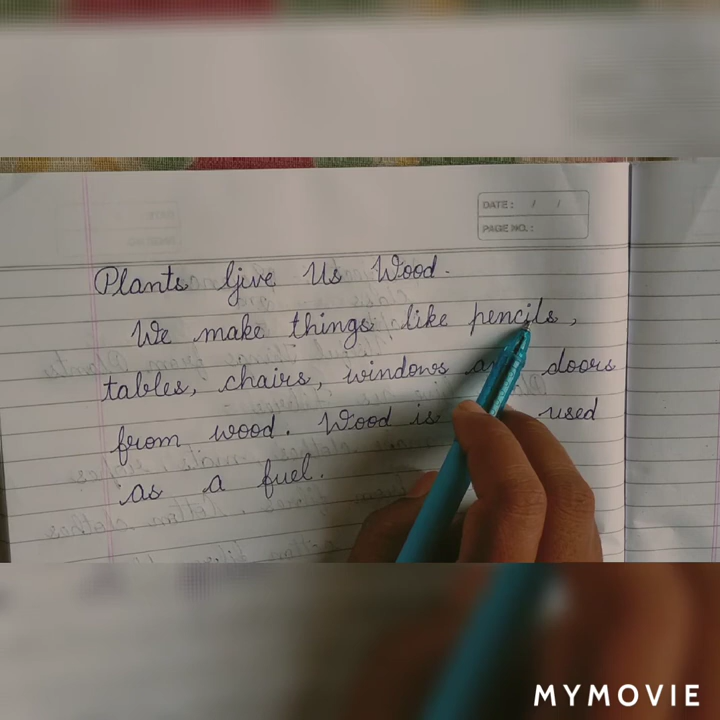 DATE: / /
PAGE NO.:
Plants Give Us Wood.
We make things like pencils,
tables, chairs, windows doors
from wood. Wood is used
as a fuel.
MYMOVIE